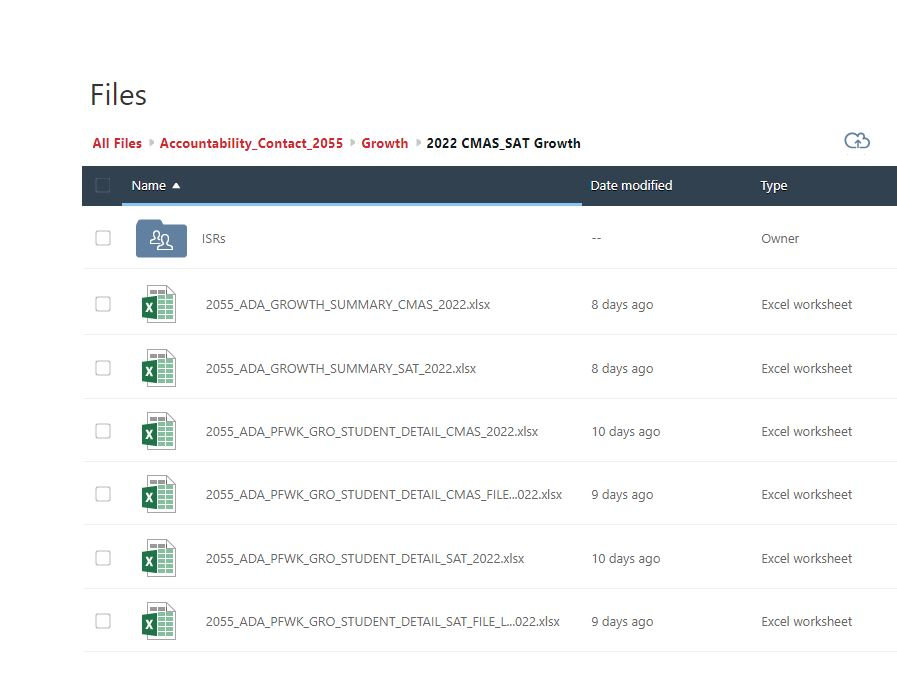 Files
All Files Accountability_Contact_2055 Growth 2022 CMAS_SAT Growth
Name Date modified Type
ISRs -- Owner
X 2055_ADA_GROWTH_SUMMARY_CMAS_2022.xlsx 8 days ago Excel worksheet
X 2055_ADA_GROWTH_SUMMARY_SAT_2022.xlsx 8 days ago Excel worksheet
X 2055_ADA_PFWK_GRO_STUDENT_DETAIL_CMAS_2022.xlsx 10 days ago Excel worksheet
X 2055_ADA_PFWK_GRO_STUDENT_DETAIL_CMAS_FILE...022.xlsx 9 days ago Excel worksheet
X 2055_ADA_PFWK_GRO_STUDENT_DETAIL_SAT_2022.xlsx 10 days ago Excel worksheet
X 2055_ADA_PFWK_GRO_STUDENT_DETAIL_SAT_FILE_L...022.xlsx 9 days ago Excel worksheet